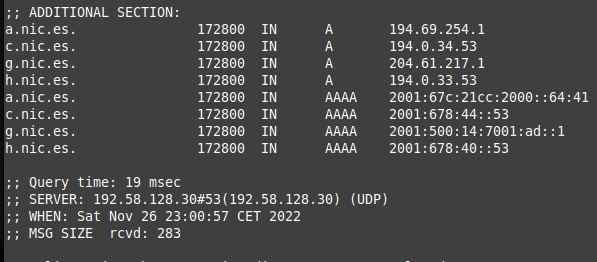 ;; ADDITIONAL SECTION:
a.nic.es. 172800 IN A 194.69.254.1
c.nic.es. 172800 IN A 194.0.34.53
g.nic.es. 172800 IN A 204.61.217.1
h.nic.es. 172800 IN A 194.0.33.53
a.nic.es. 172800 IN AAAA 2001:67c:21cc:2000::64:41
c.nic.es. 172800 IN AAAA 2001:678:44::53
g.nic.es. 172800 IN AAAA 2001:500:14:7001:ad::1
h.nic.es. 172800 IN AAAA 2001:678:40::53
;; Query time: 19 msec
;; SERVER: 192.58.128.30#53(192.58.128.30) (UDP)
;; WHEN: Sat Nov 26 23:00:57 CET 2022
;; MSG SIZE rcvd: 283